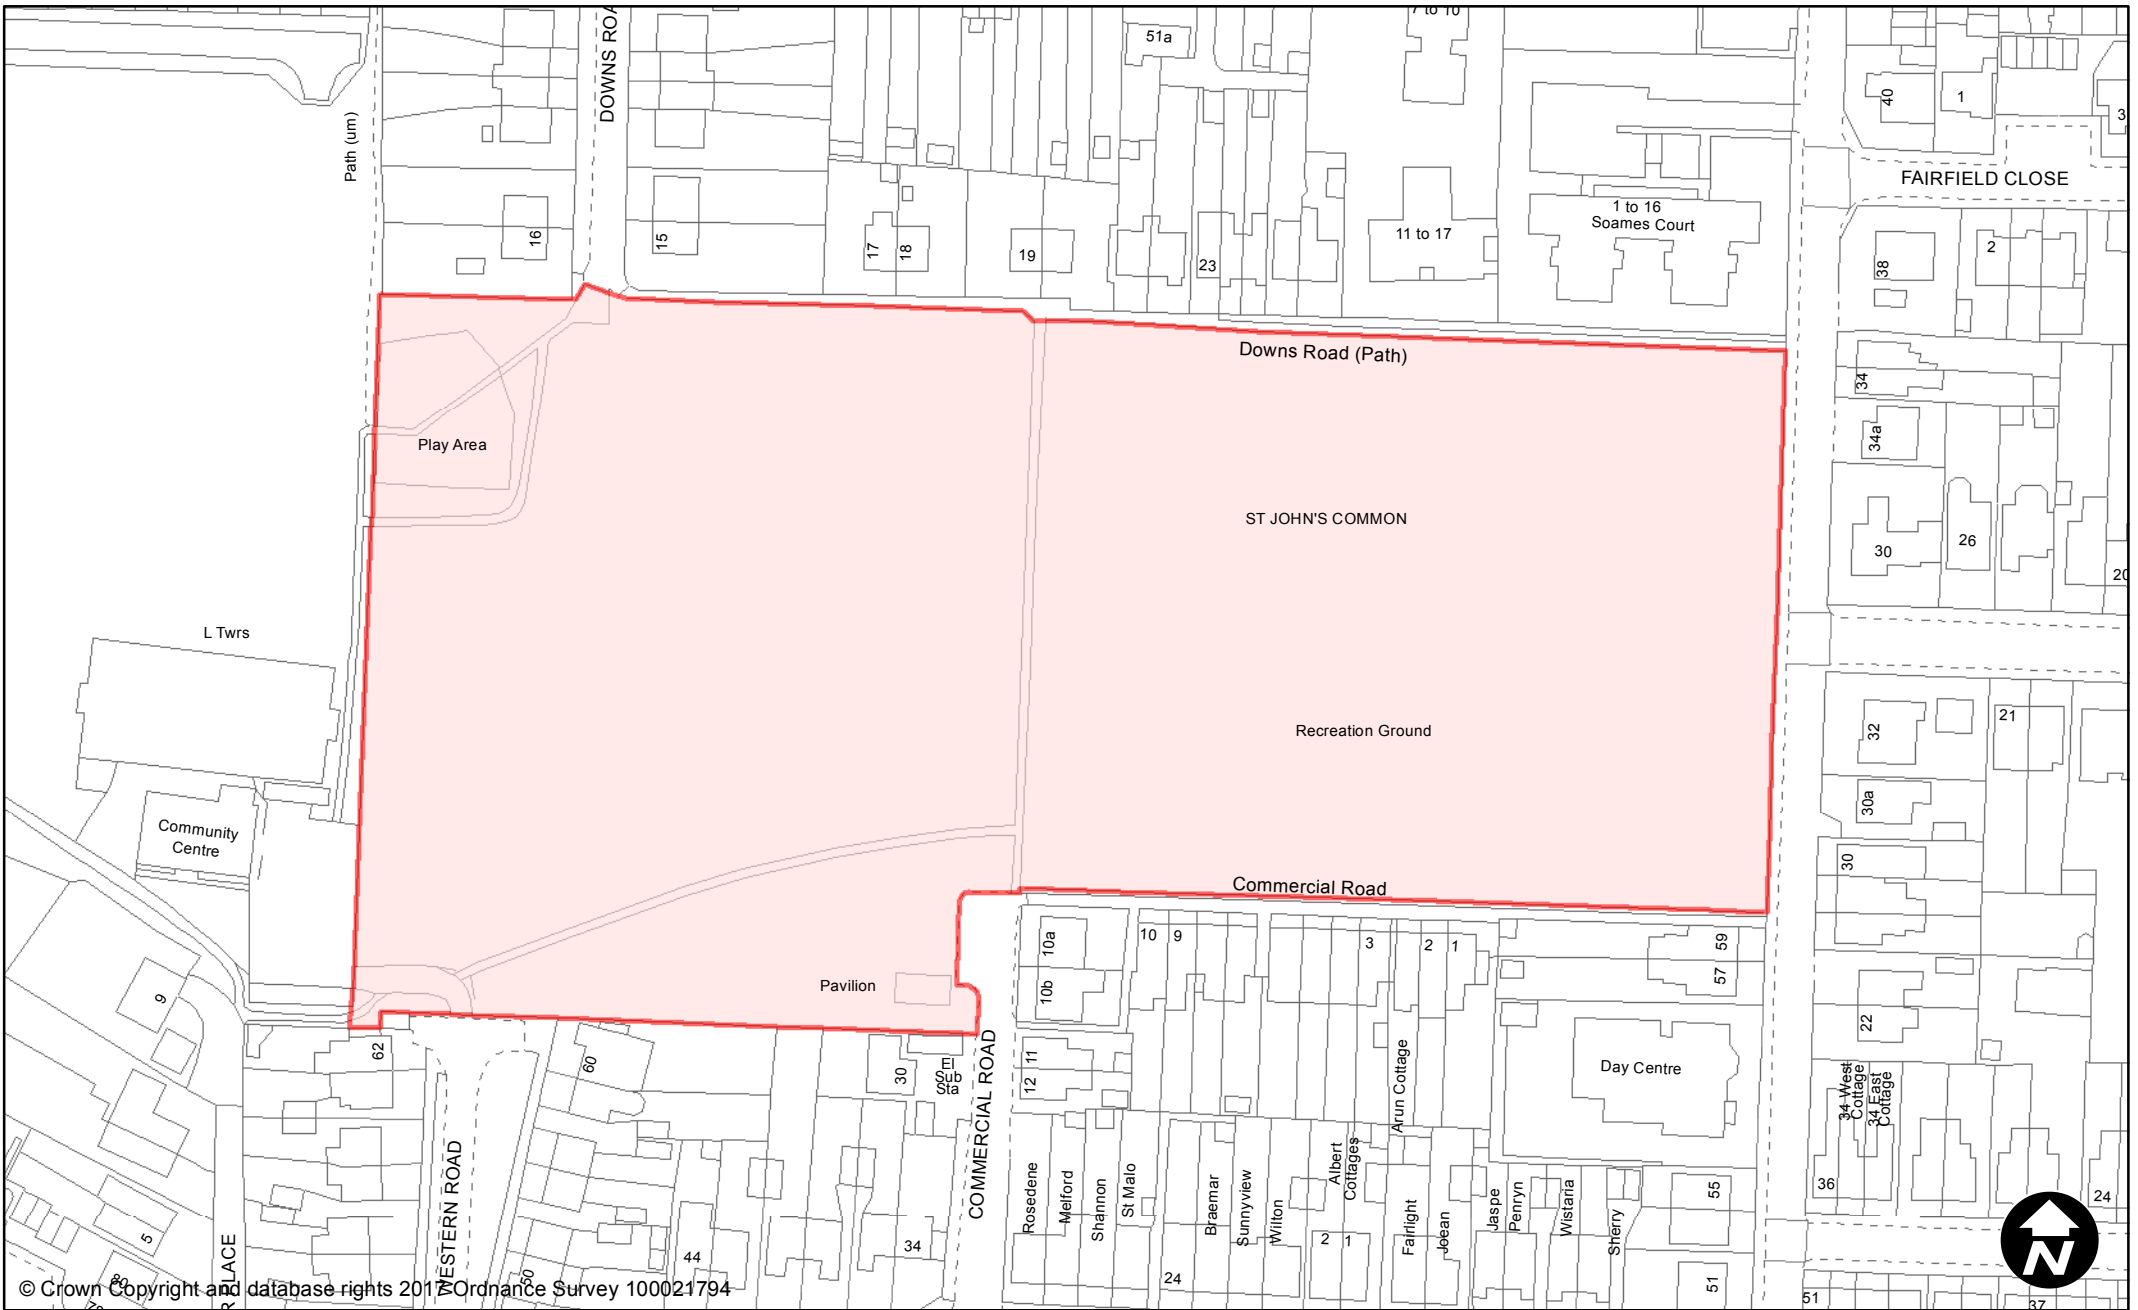 7 to 10
51a
DOWNS ROA
Path (um)
40
1
3
FAIRFIELD CLOSE
16
15
17
18
19
23
11 to 17
1 to 16
Soames Court
38
2
Downs Road (Path)
34
34a
Play Area
ST JOHN'S COMMON
30
26
20
L Twrs
Recreation Ground
32
21
30a
Community
Centre
30
Commercial Road
10a
10
9
3
2
1
59
57
9
Pavilion
10b
22
62
60
30
El
Sub
Sta
COMMERCIAL ROAD
11
12
Arun Cottage
Day Centre
34 West
Cottage
34 East
Cottage
WESTERN ROAD
Rosedene
Melford
Shannon
St Malo
Braemar
Sunnyview
Wilton
Albert
Cottages
Fairlight
Joean
Jaspe
Penryn
Wistaria
Sherry
55
36
24
5
44
34
2
1
R PLACE
80
50
24
51
51
37
N
© Crown Copyright and database rights 2017 Ordnance Survey 100021794